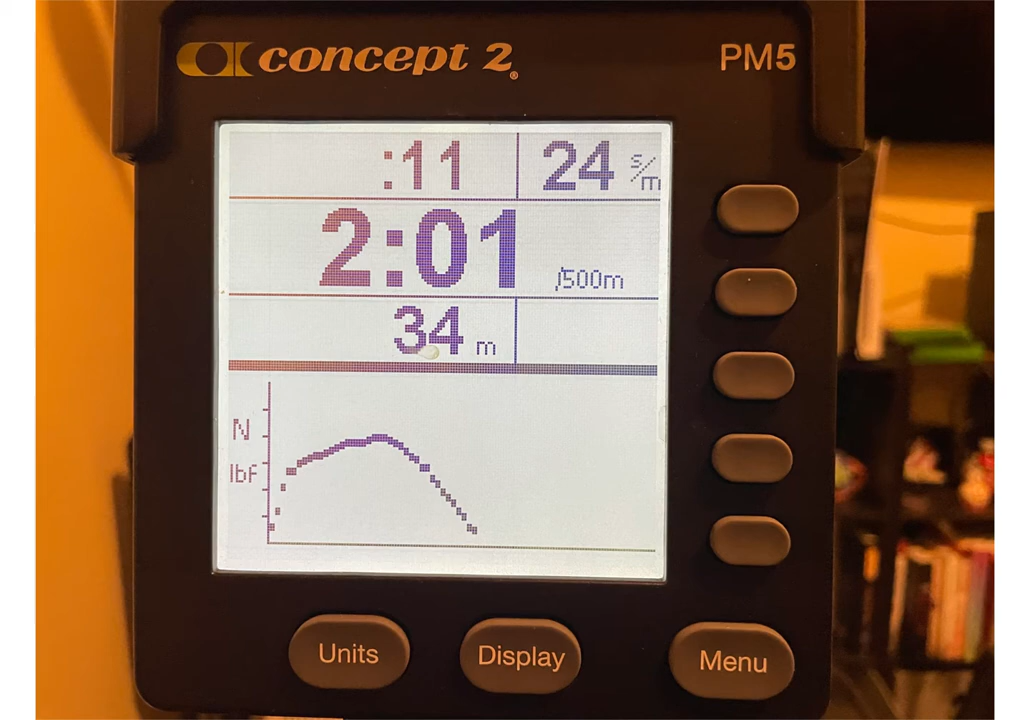 concept 2® PM5
:11 24 s/m
2:01 /500m
34 m
N
lbf
Units Display Menu